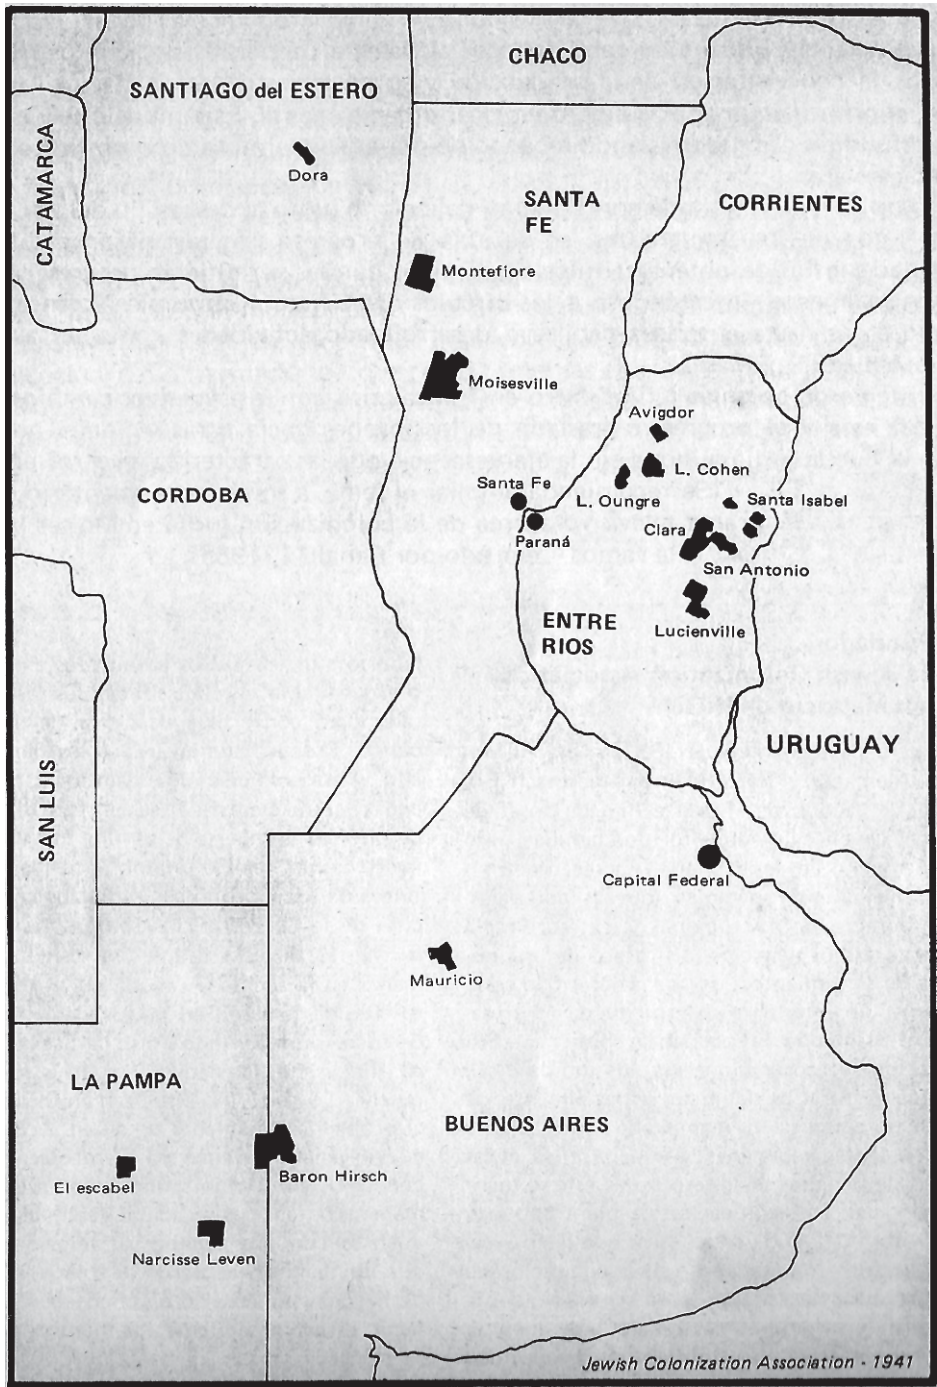 CHACO
SANTIAGO del ESTERO
CATAMARCA
Dora
SANTA
FE
CORRIENTES
Montefiore
Moisesville
Avigdor
L. Cohen
Santa Fe
L. Oungre
Santa Isabel
CORDOBA
Clara
Paraná
San Antonio
ENTRE
RIOS
Lucienville
URUGUAY
SAN LUIS
Capital Federal
Mauricio
LA PAMPA
BUENOS AIRES
Baron Hirsch
El escabel
Narcisse Leven
Jewish Colonization Association - 1941